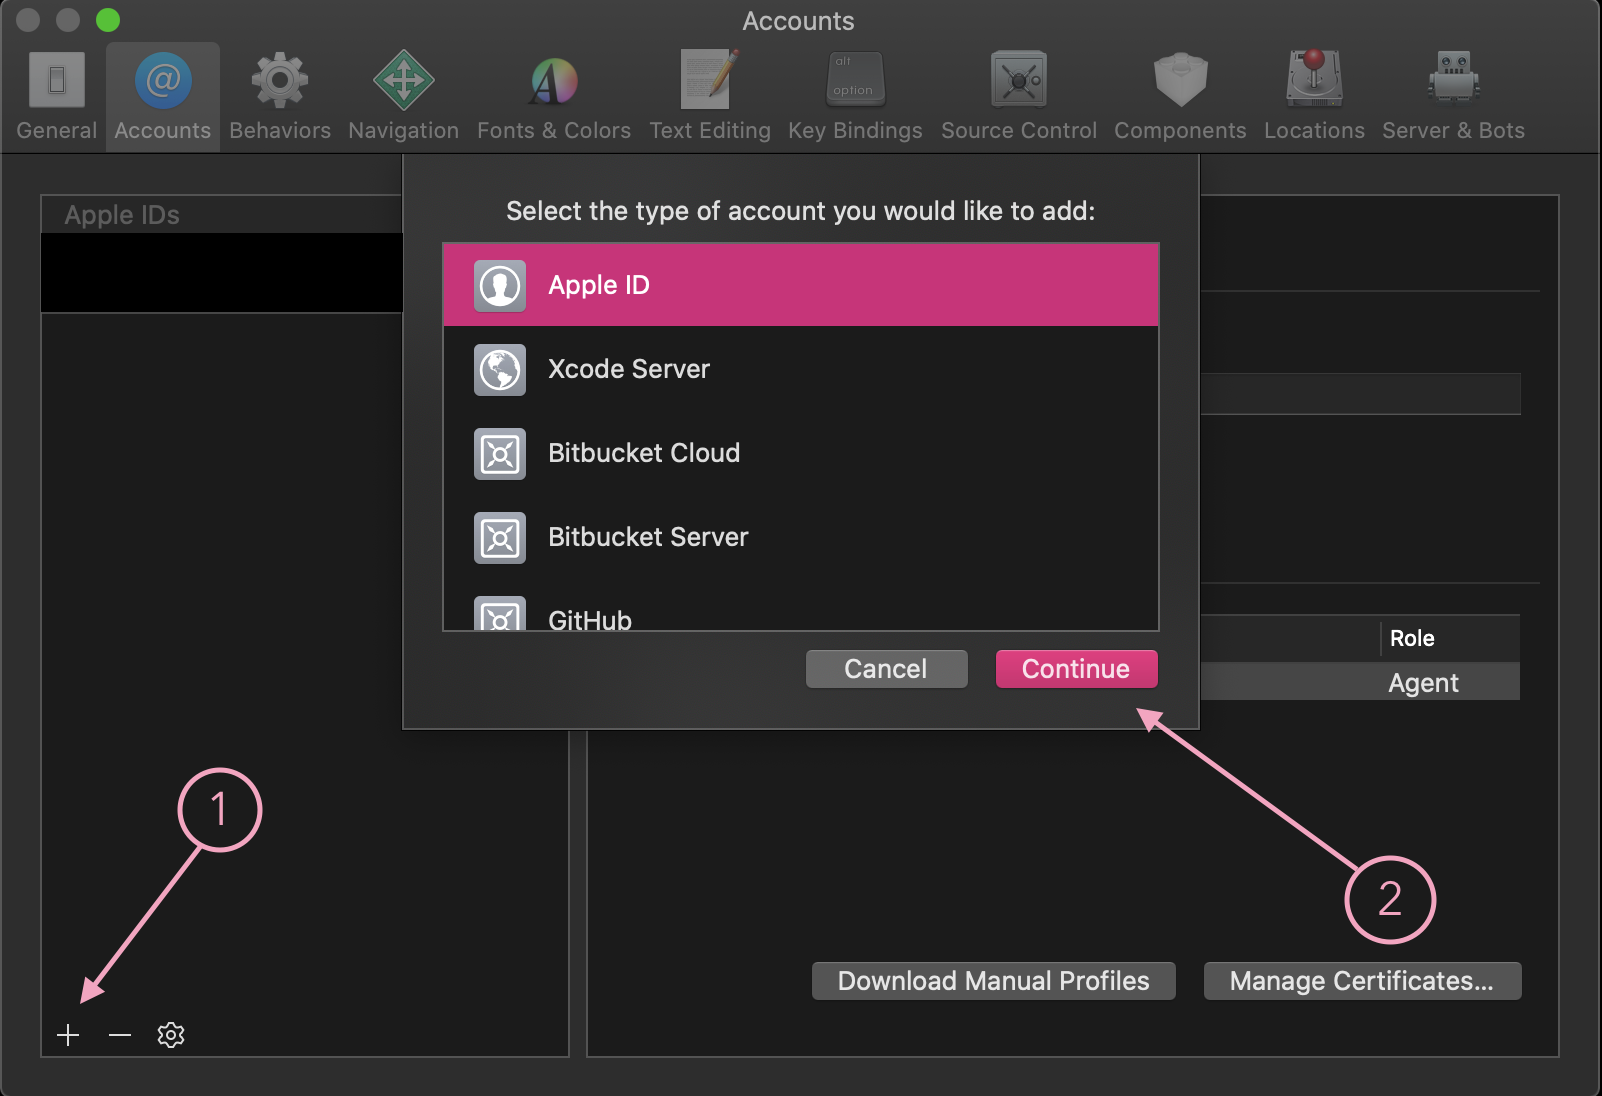 Accounts
General
Accounts
Behaviors
Navigation
Fonts & Colors
Text Editing
alt
option
Key Bindings
Source Control
Components
Locations
Server & Bots
Apple IDs
Select the type of account you would like to add:
Apple ID
Xcode Server
Bitbucket Cloud
Bitbucket Server
GitHub
Cancel
Continue
Role
Agent
1
2
Download Manual Profiles
Manage Certificates...